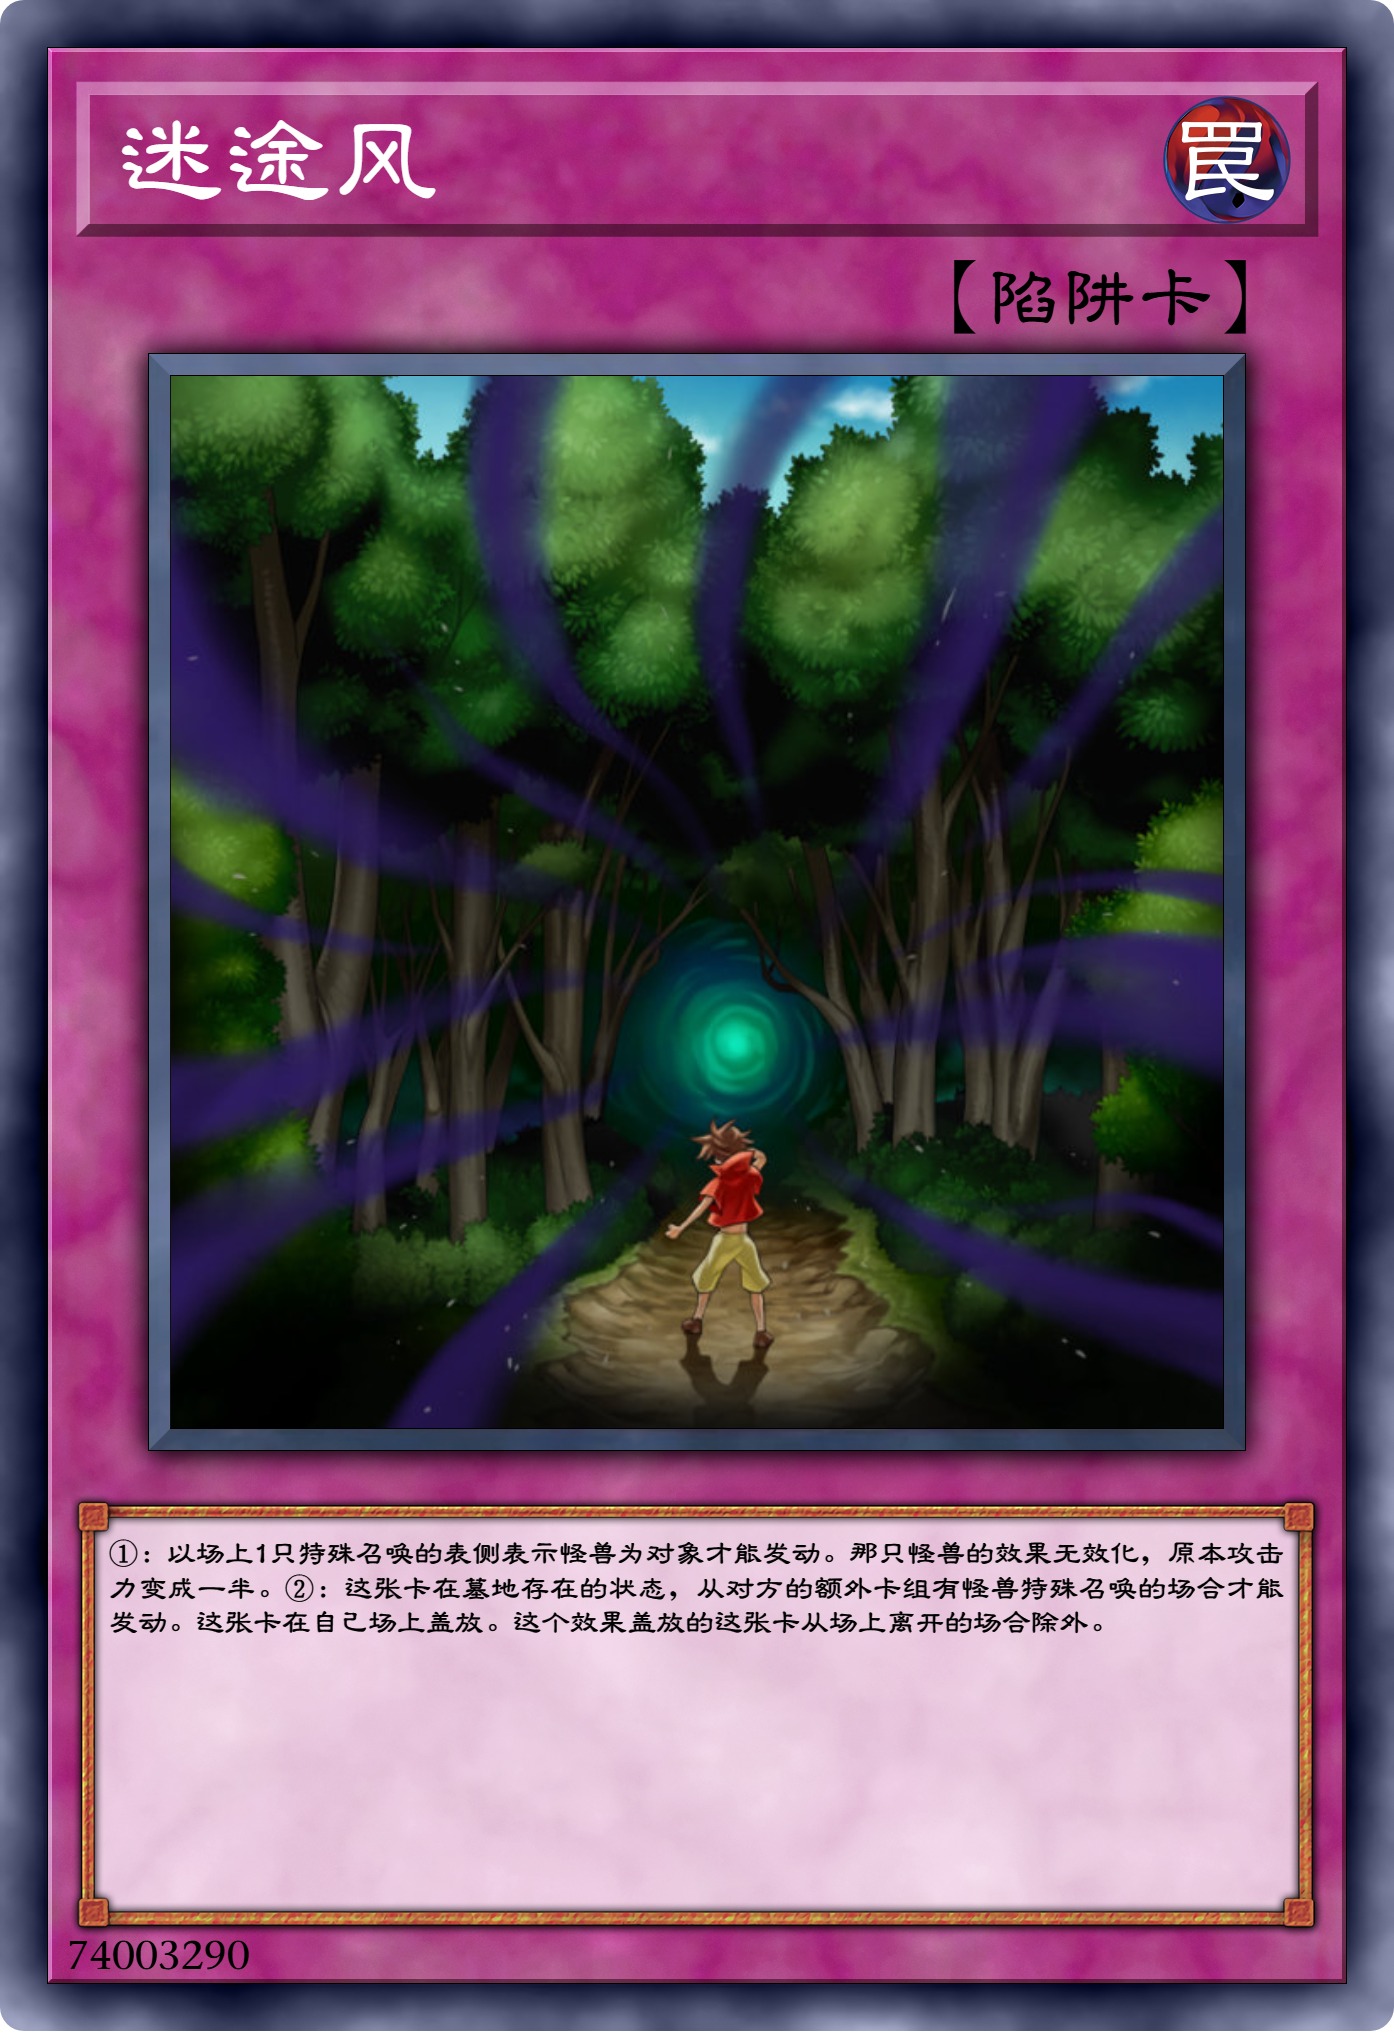 迷途风
罠
【陷阱卡】
①：以场上1只特殊召唤的表侧表示怪兽为对象才能发动。那只怪兽的效果无效化，原本攻击
力变成一半。②：这张卡在墓地存在的状态，从对方的额外卡组有怪兽特殊召唤的场合才能
发动。这张卡在自己场上盖放。这个效果盖放的这张卡从场上离开的场合除外。
74003290